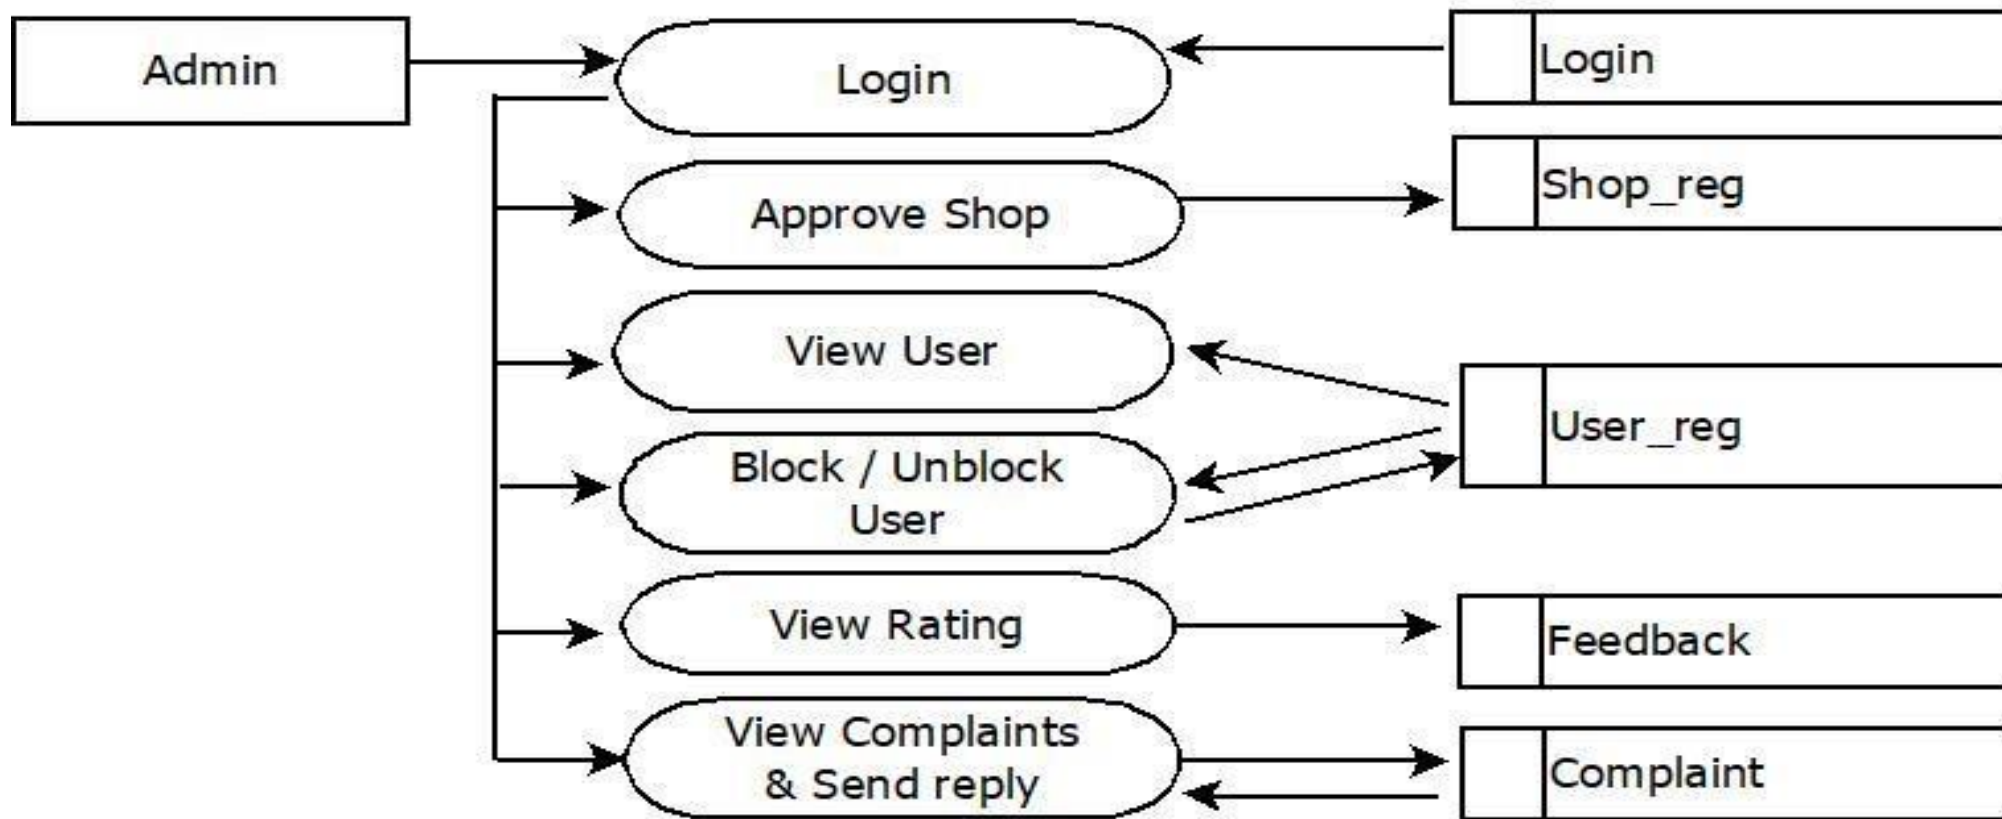 Admin
Login
Login
Approve Shop
Shop_reg
View User
User_reg
Block / Unblock
User
View Rating
Feedback
View Complaints
& Send reply
Complaint